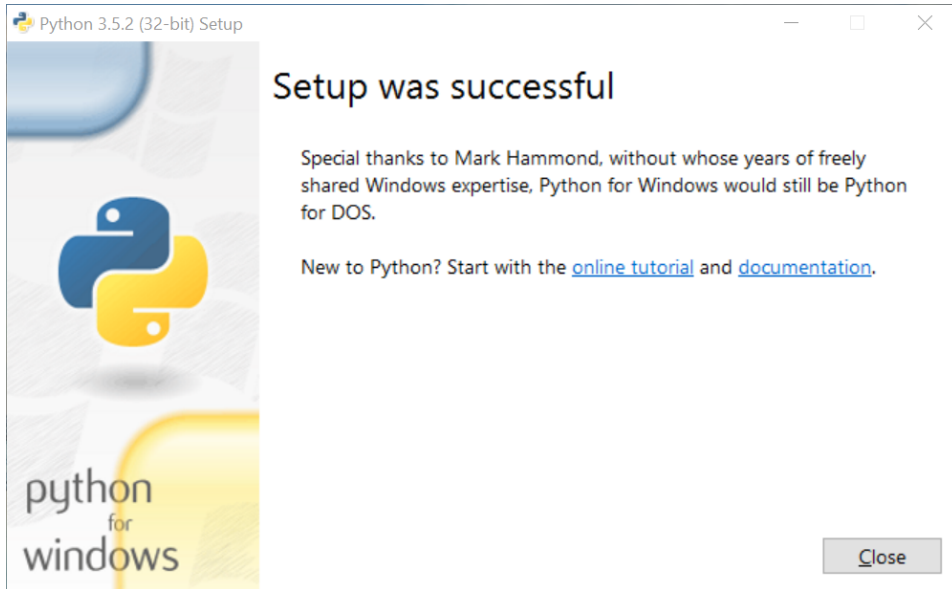 Python 3.5.2 (32-bit) Setup
Setup was successful
Special thanks to Mark Hammond, without whose years of freely
shared Windows expertise, Python for Windows would still be Python
for DOS.
New to Python? Start with the online tutorial and documentation.
python
for
windows
Close